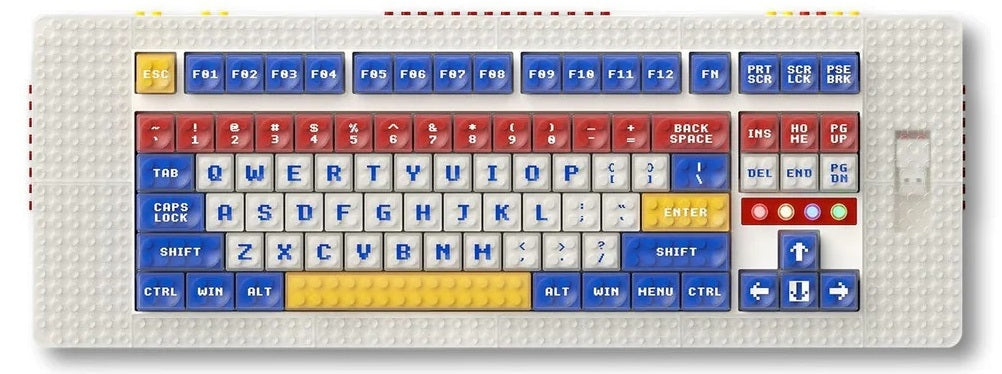 ESC F01 F02 F03 F04 F05 F06 F07 F08 F09 F10 F11 F12 FN PRT SCR SCR LCK PSE BRK
~ ` ! 1 @ 2 # 3 $ 4 % 5 ^ 6 & 7 * 8 ( 9 ) 0 _ - + = BACK SPACE INS HO ME PG UP
TAB Q W E R T Y U I O P { [ } ] | \ DEL END PG DN
CAPS LOCK A S D F G H J K L : ; ENTER
SHIFT Z X C V B N M < , > . ? / SHIFT ↑
CTRL WIN ALT ALT WIN MENU CTRL ← ↓ →